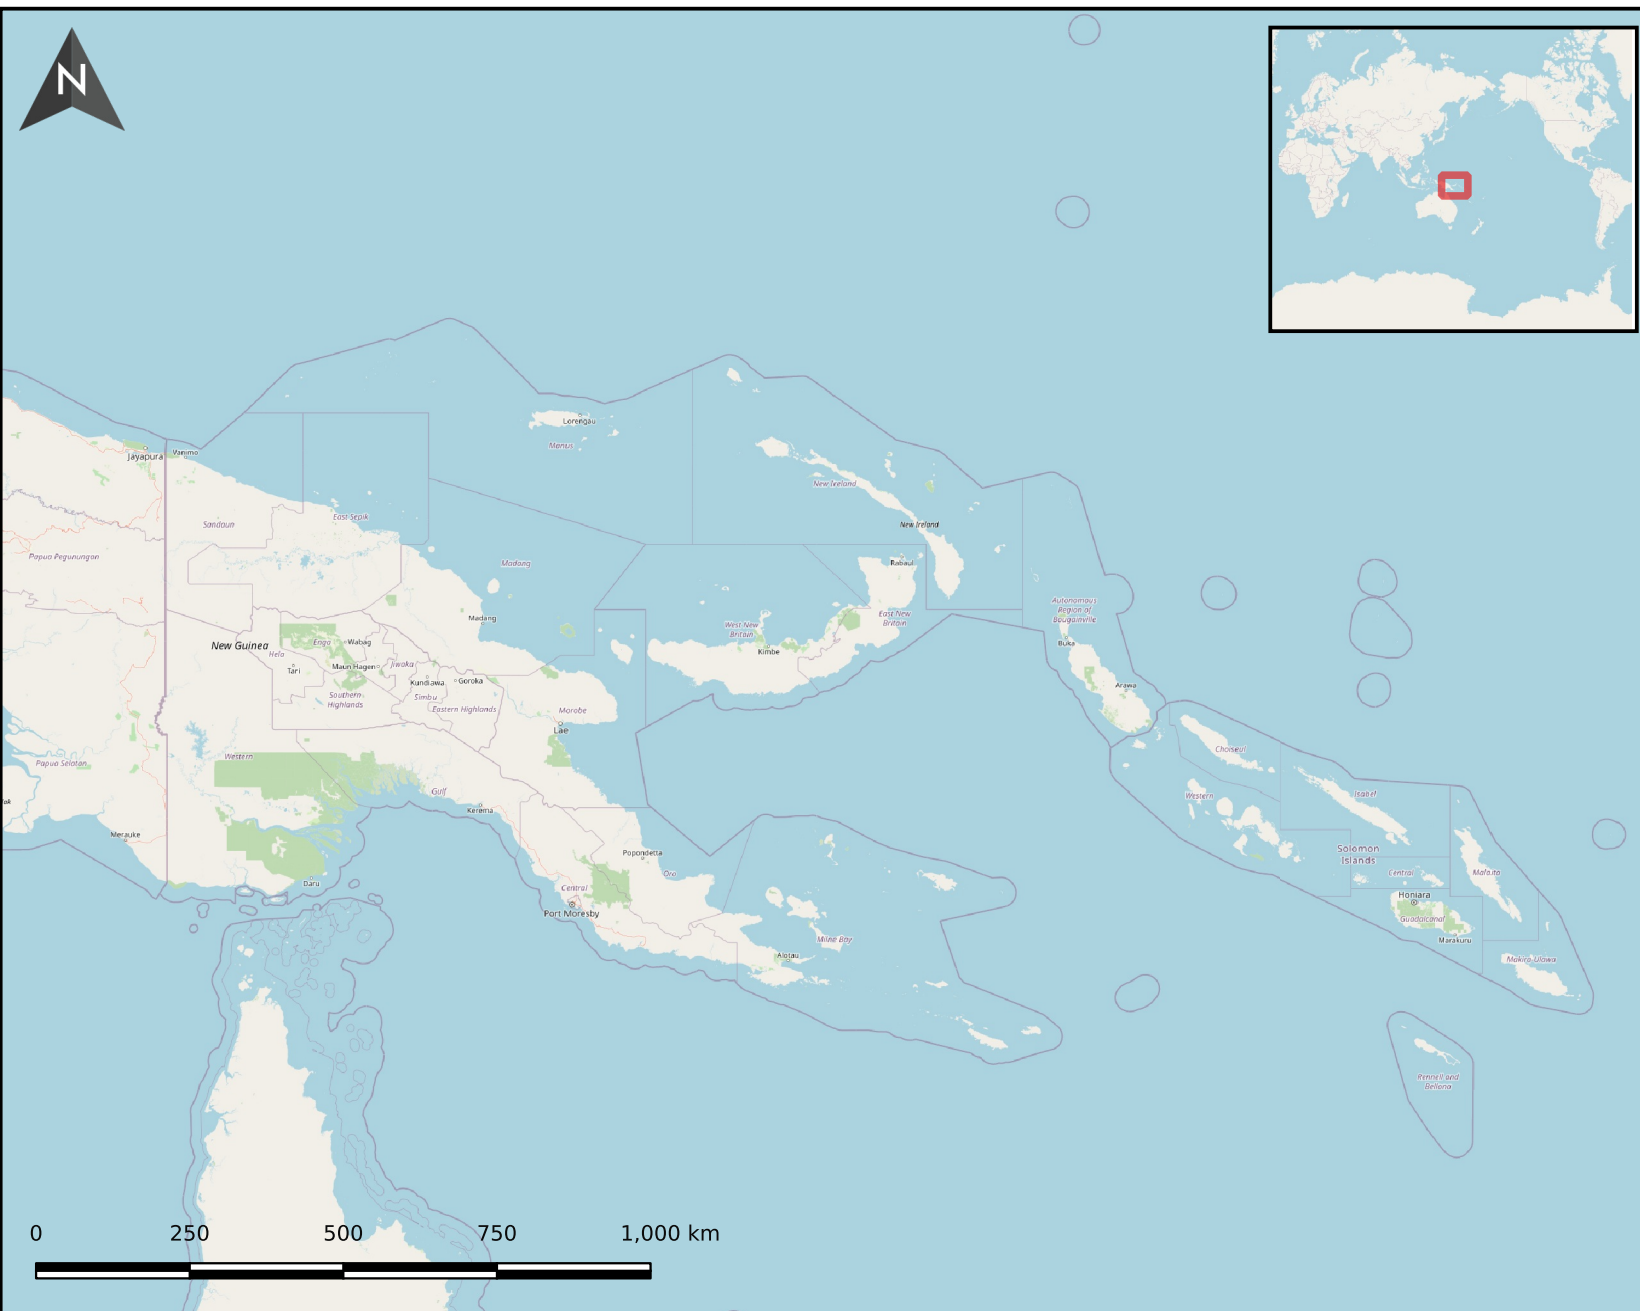 N
Lorengau
Manus
Jayapura
Vanimo
New Ireland
Sandaun
East Sepik
New Ireland
Papua Pegunungan
Madang
Rabaul
Autonomous
Region of
Bougainville
Madang
East New
Britain
West New
Britain
Buka
New Guinea
Enga
Wabag
Kimbe
Hela
Tari
Maun Hagen
Jiwaka
Kundiawa
Goroka
Arawa
Southern
Highlands
Simbu
Eastern Highlands
Morobe
Lae
Choiseul
Western
Papua Selatan
Gulf
Western
Isabel
Kerema
Merauke
Solomon
Islands
Popondetta
Oro
Central
Malaita
Daru
Central
Honiara
Port Moresby
Guadalcanal
Milne Bay
Marakuru
Alotau
Makira-Ulawa
Rennell and
Bellona
0 250 500 750 1,000 km